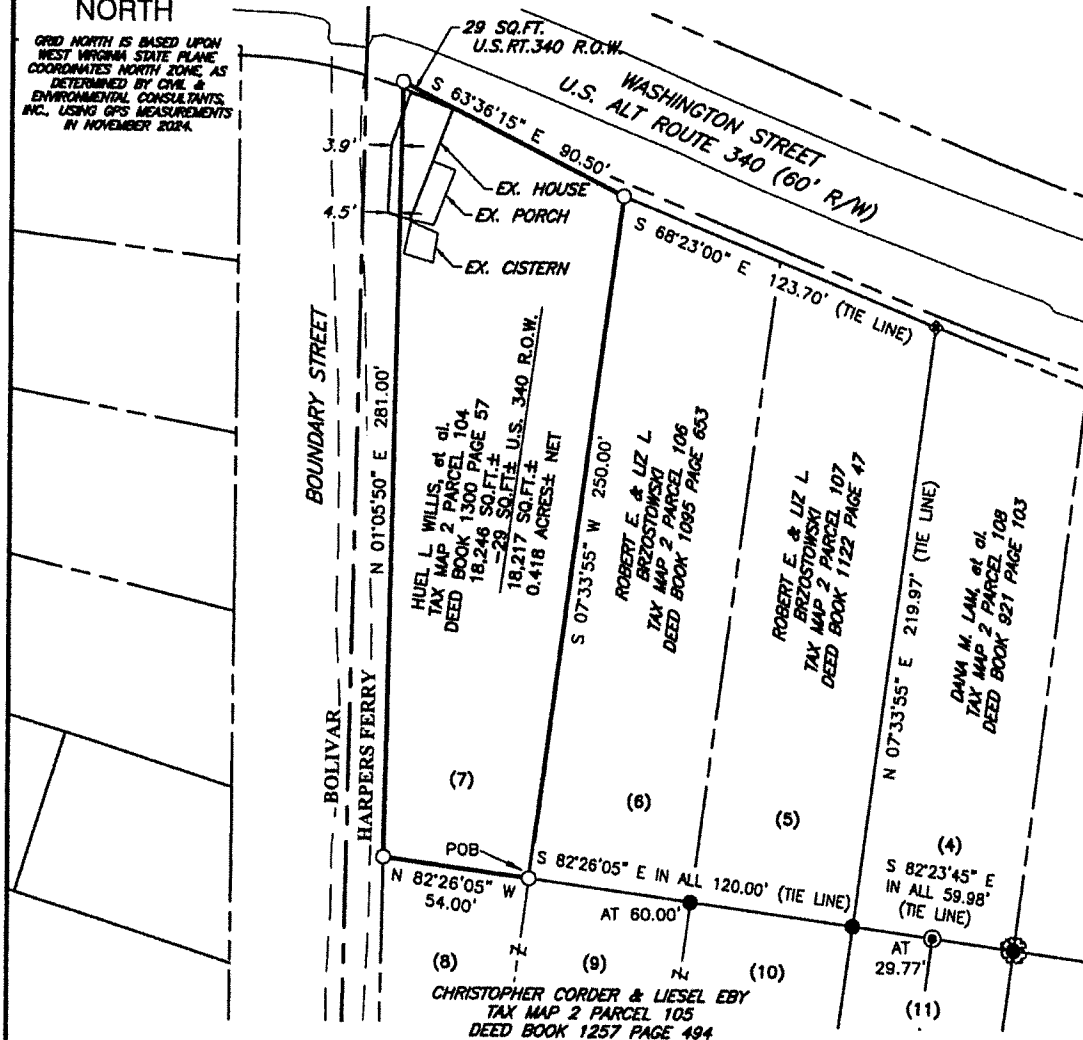 NORTH
GRID NORTH IS BASED UPON
WEST VIRGINIA STATE PLANE
COORDINATES NORTH ZONE, AS
DETERMINED BY CIVIL &
ENVIRONMENTAL CONSULTANTS,
INC., USING GPS MEASUREMENTS
IN NOVEMBER 2024.
29 SQ.FT.
U.S.RT.340 R.O.W.
WASHINGTON STREET
U.S. ALT ROUTE 340 (60' R/W)
S 63°36'15" E 90.50'
3.9'
4.5'
EX. HOUSE
EX. PORCH
EX. CISTERN
S 68°23'00" E 123.70' (TIE LINE)
BOUNDARY STREET
N 01°05'50" E 281.00'
HUEL L. WILLIS, et al.
TAX MAP 2 PARCEL 104
DEED BOOK 1300 PAGE 57
18,246 SQ.FT.±
-29 SQ.FT± U.S. 340 R.O.W.
18,217 SQ.FT.±
0.418 ACRES± NET
S 07°33'55" W 250.00'
ROBERT E. & LIZ L.
BRZOSTOWSKI
TAX MAP 2 PARCEL 106
DEED BOOK 1095 PAGE 653
ROBERT E. & LIZ L.
BRZOSTOWSKI
TAX MAP 2 PARCEL 107
DEED BOOK 1122 PAGE 47
N 07°33'55" E 219.97' (TIE LINE)
DANA M. LAM, et al.
TAX MAP 2 PARCEL 108
DEED BOOK 921 PAGE 103
BOLIVAR
HARPERS FERRY
(7)
(6)
(5)
(4)
POB
N 82°26'05" W
54.00'
S 82°26'05" E IN ALL 120.00' (TIE LINE)
AT 60.00'
S 82°23'45" E
IN ALL 59.98'
(TIE LINE)
AT
29.77'
(8)
(9)
(10)
(11)
Z
Z
CHRISTOPHER CORDER & LIESEL EBY
TAX MAP 2 PARCEL 105
DEED BOOK 1257 PAGE 494